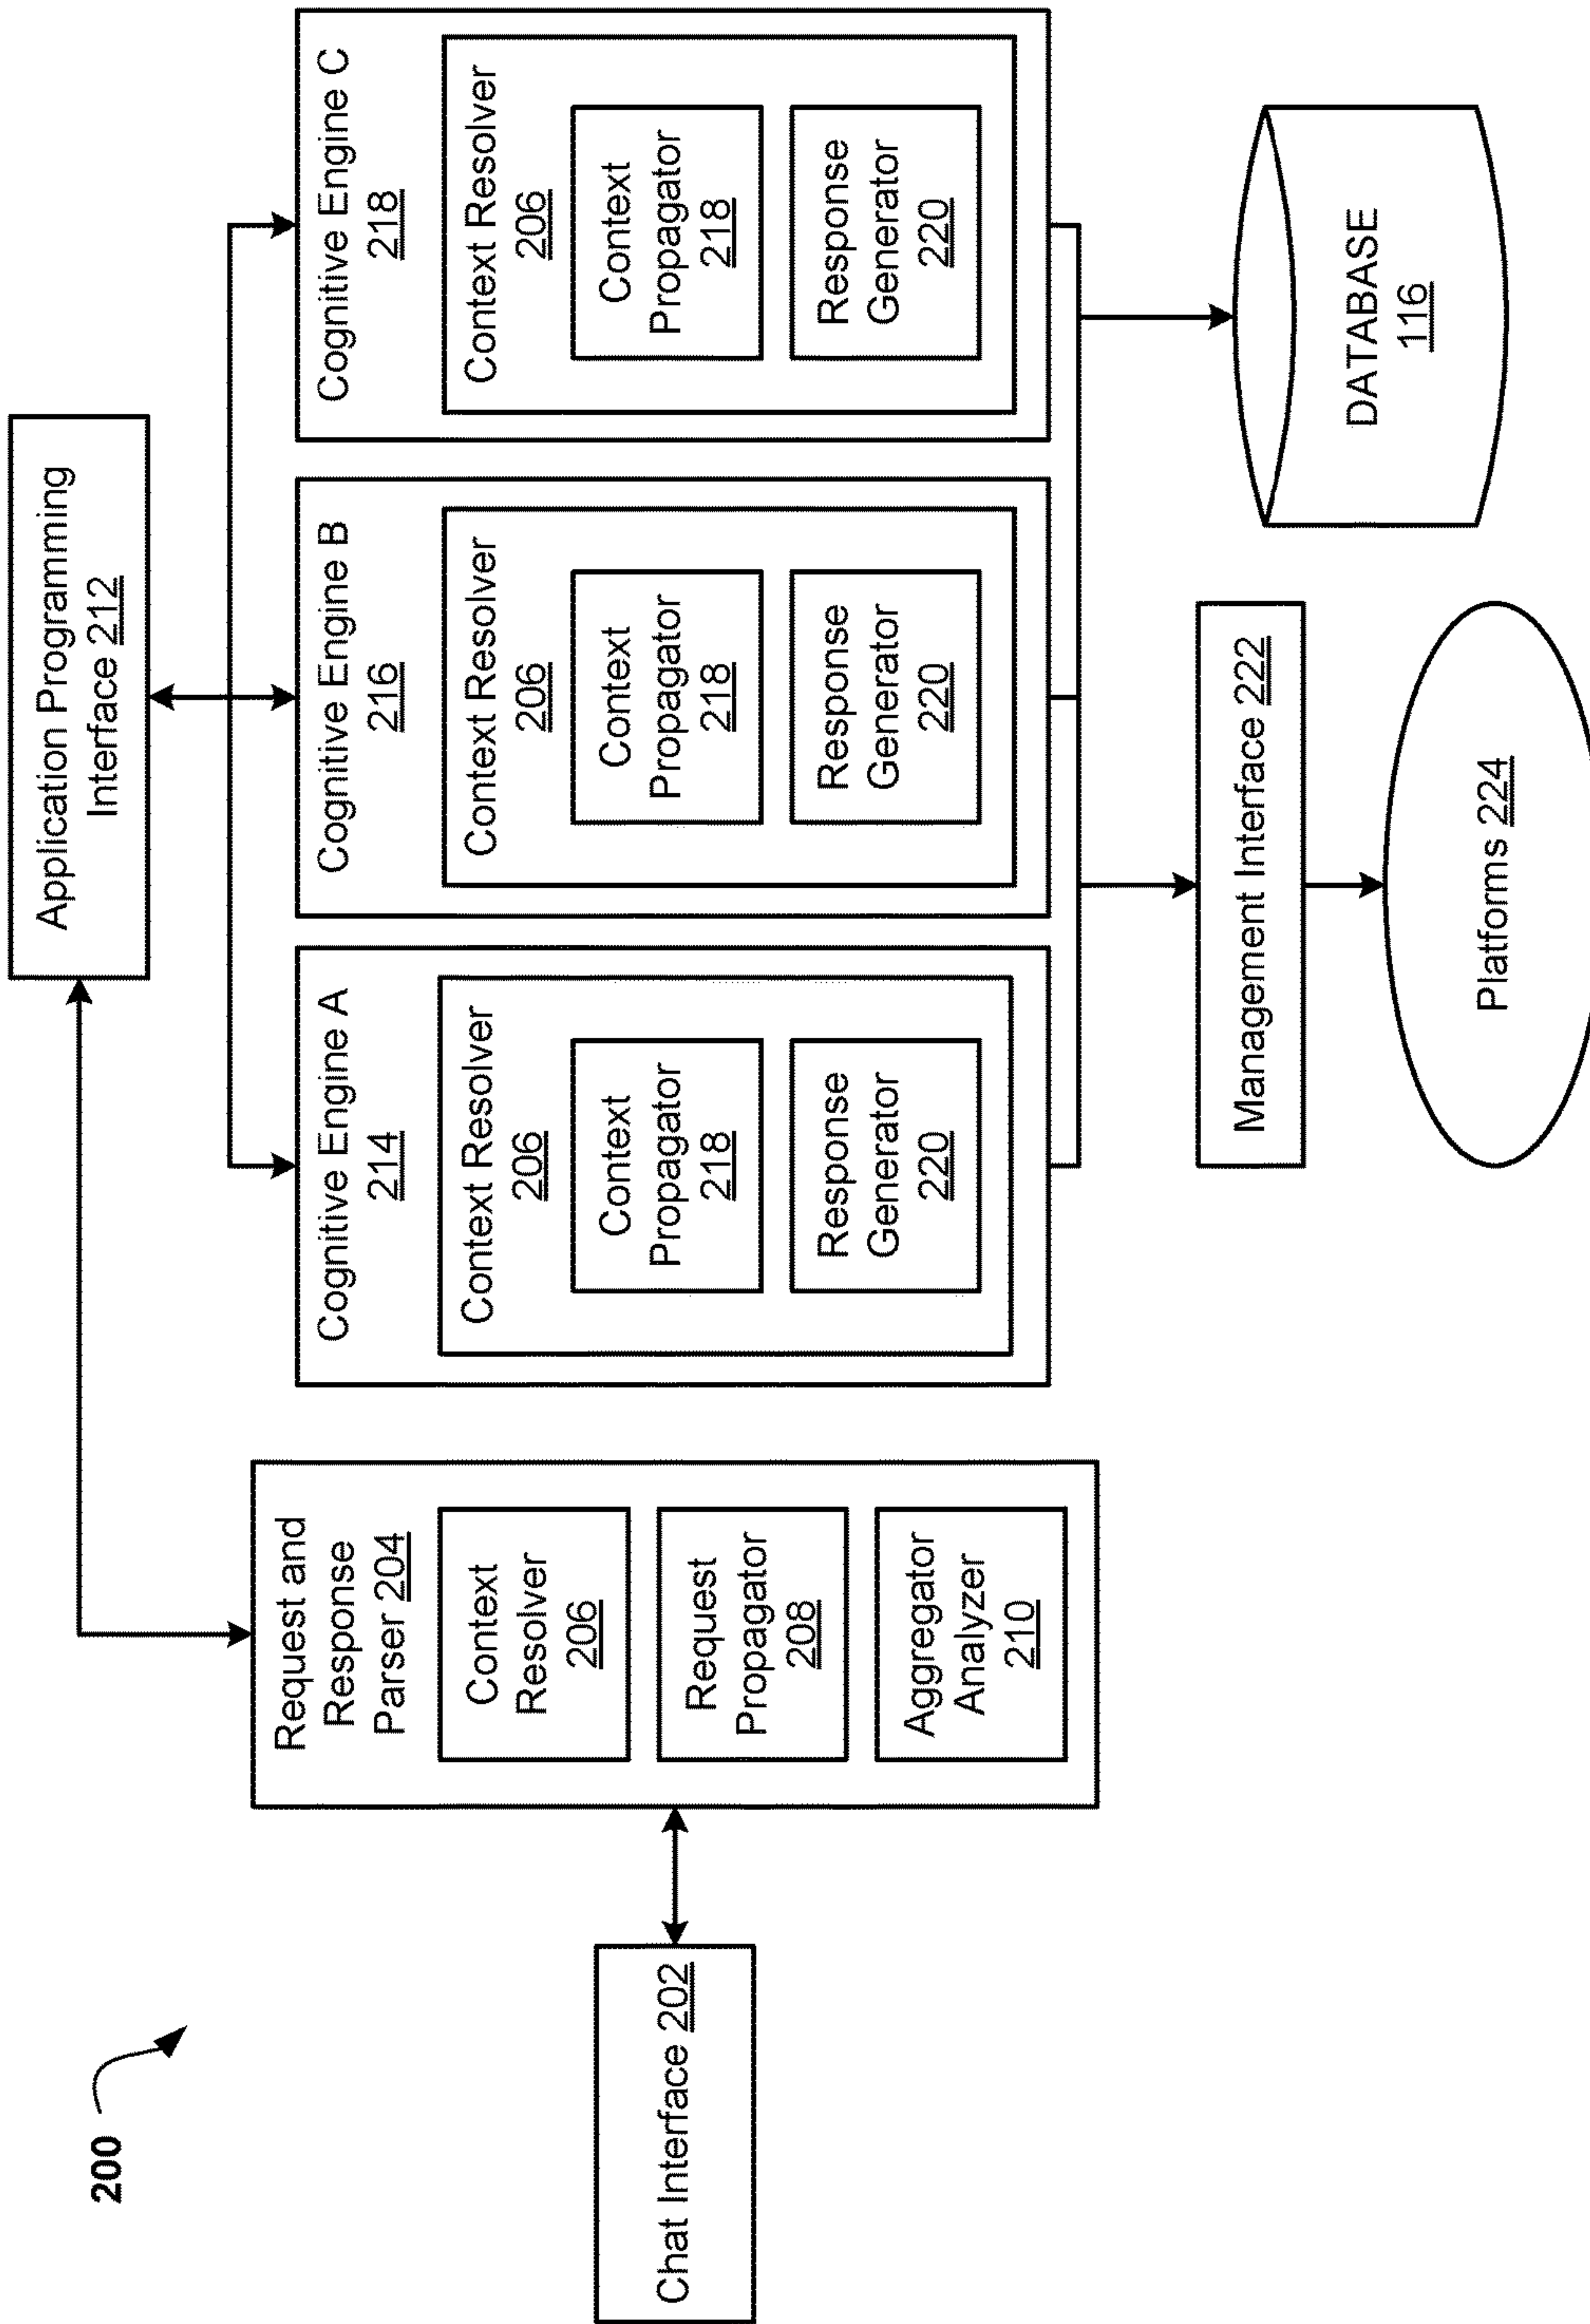 200
Chat Interface 202
Request and
Response
Parser 204
Context
Resolver
206
Request
Propagator
208
Aggregator
Analyzer
210
Application Programming
Interface 212
Cognitive Engine A
214
Context Resolver
206
Context
Propagator
218
Response
Generator
220
Cognitive Engine B
216
Context Resolver
206
Context
Propagator
218
Response
Generator
220
Cognitive Engine C
218
Context Resolver
206
Context
Propagator
218
Response
Generator
220
Management Interface 222
Platforms 224
DATABASE
116